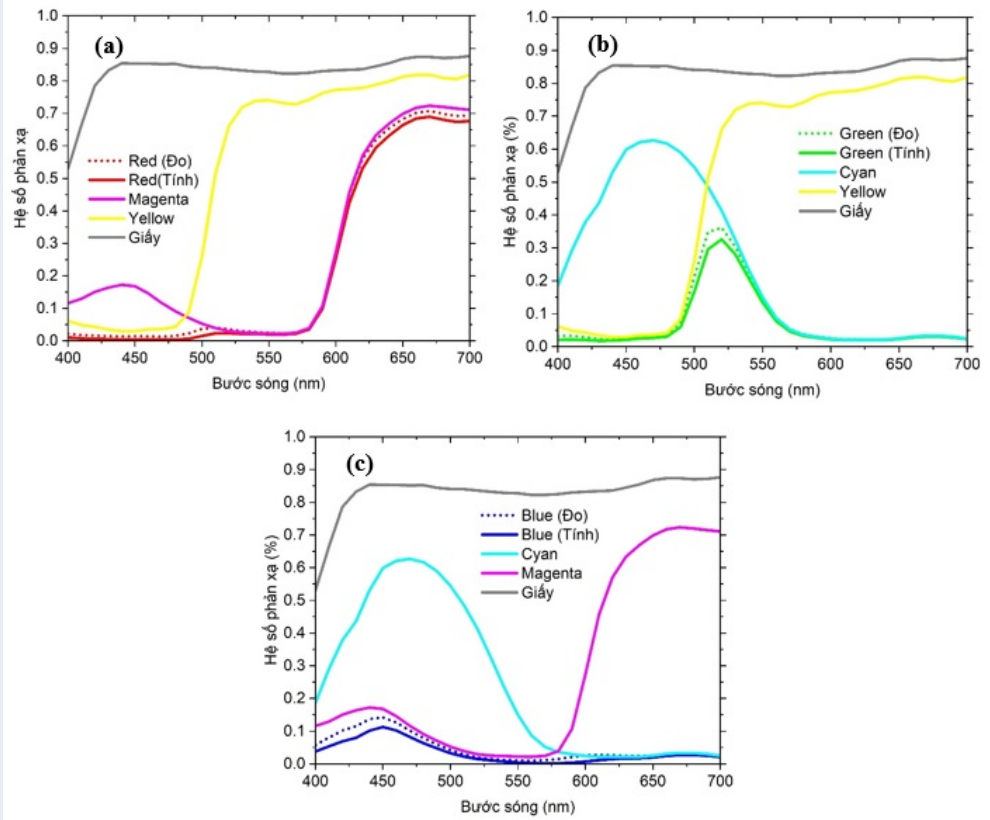 (a)
1.0
0.9
0.8
0.7
0.6
0.5
0.4
0.3
0.2
0.1
0.0
Hệ số phản xạ
Red (Đo)
Red(Tính)
Magenta
Yellow
Giấy
400 450 500 550 600 650 700
Bước sóng (nm)
(b)
1.0
0.9
0.8
0.7
0.6
0.5
0.4
0.3
0.2
0.1
0.0
Hệ số phản xạ (%)
Green (Đo)
Green (Tính)
Cyan
Yellow
Giấy
400 450 500 550 600 650 700
Bước sóng (nm)
(c)
1.0
0.9
0.8
0.7
0.6
0.5
0.4
0.3
0.2
0.1
0.0
Hệ số phản xạ (%)
Blue (Đo)
Blue (Tính)
Cyan
Magenta
Giấy
400 450 500 550 600 650 700
Bước sóng (nm)